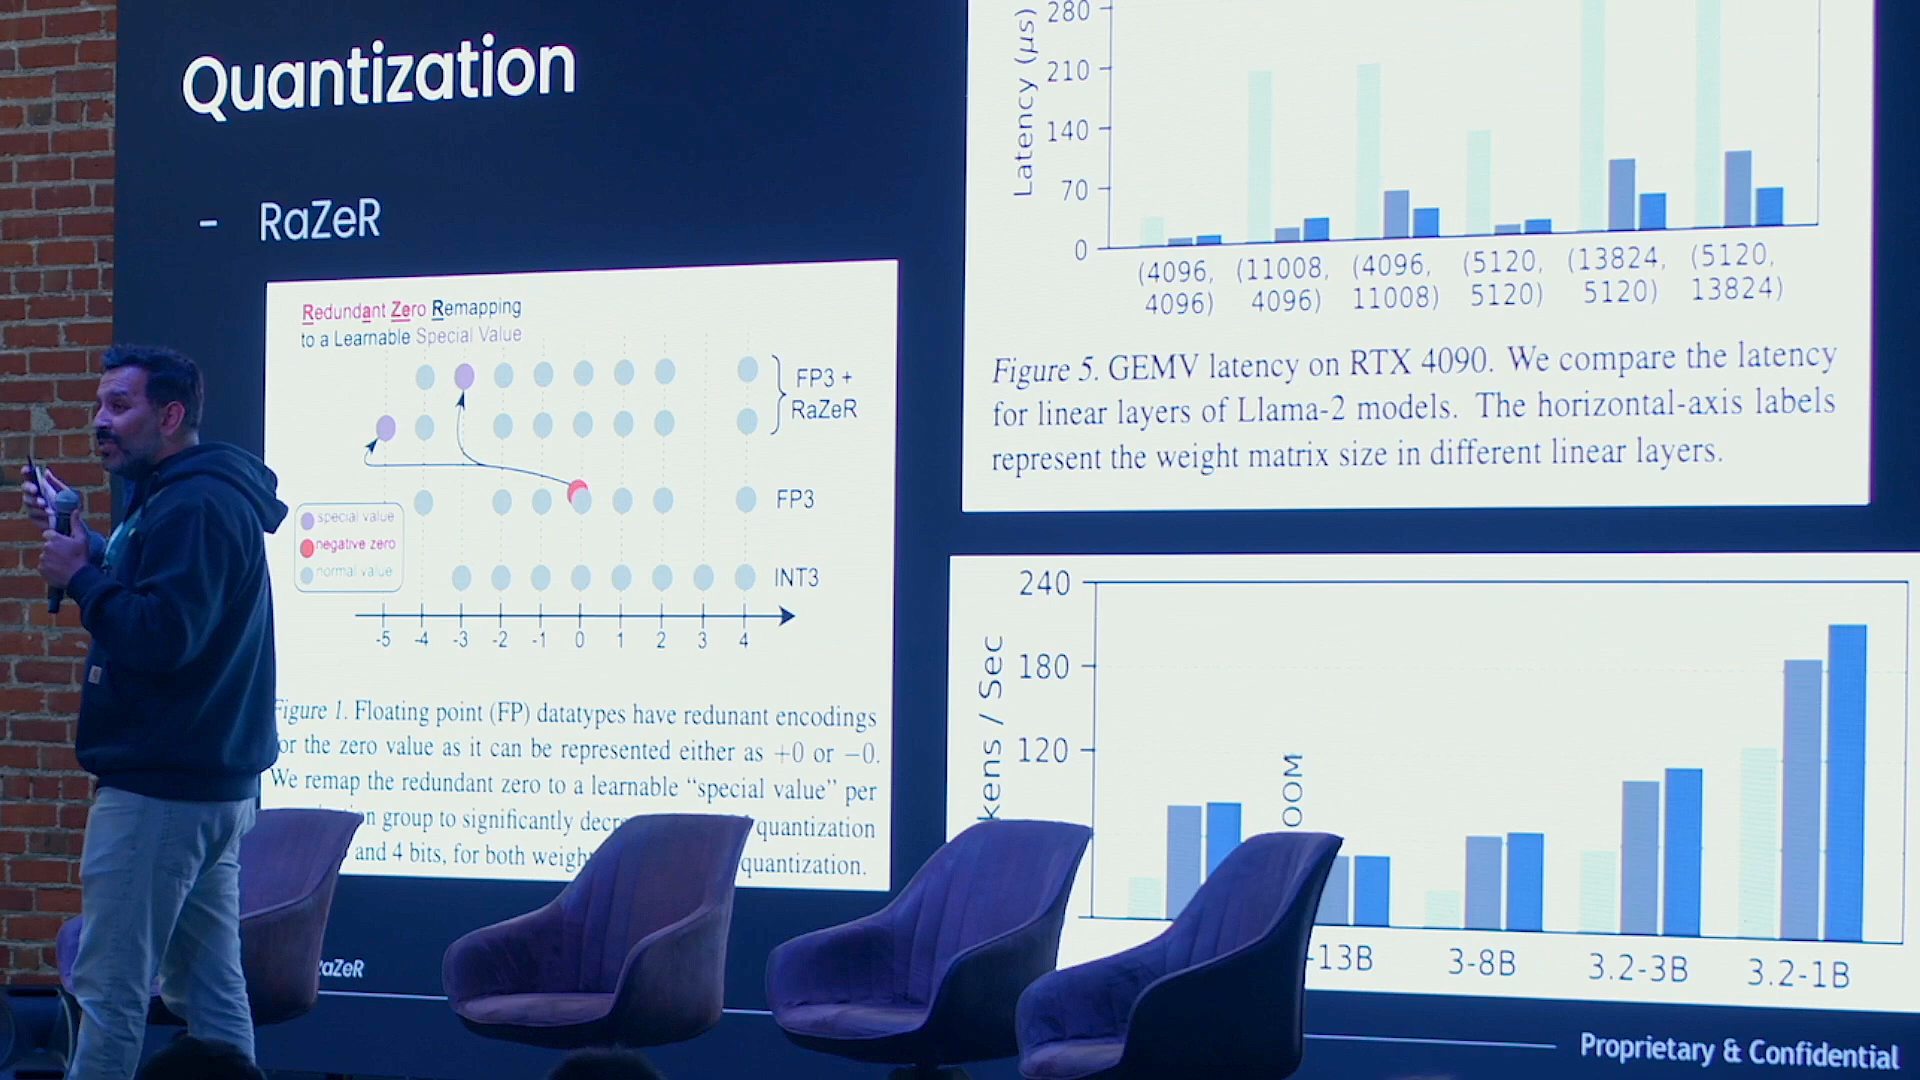 Quantization
- RaZeR
Redundant Zero Remapping
to a Learnable Special Value
FP3 +
RaZeR
FP3
INT3
special value
negative zero
normal value
-5 -4 -3 -2 -1 0 1 2 3 4
Figure 1. Floating point (FP) datatypes have redunant encodings
for the zero value as it can be represented either as +0 or −0.
We remap the redundant zero to a learnable “special value” per
group to significantly quantization
and 4 bits, for both quantization.
RaZeR
Latency (µs)
280
210
140
70
0
(4096, (11008, (4096, (5120, (13824, (5120,
4096) 4096) 11008) 5120) 5120) 13824)
Figure 5. GEMV latency on RTX 4090. We compare the latency
for linear layers of Llama-2 models. The horizontal-axis labels
represent the weight matrix size in different linear layers.
kens / Sec
240
180
120
OOM
-13B 3-8B 3.2-3B 3.2-1B
Proprietary & Confidential